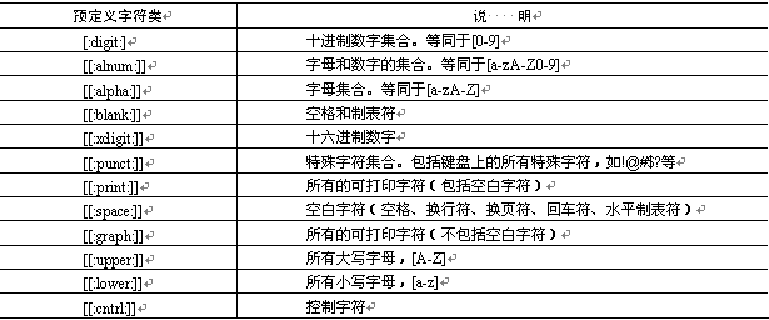 预定义字符类 说····明
[:digit:] 十进制数字集合。等同于[0-9]
[[:alnum:]] 字母和数字的集合。等同于[a-zA-Z0-9]
[[:alpha:]] 字母集合。等同于[a-zA-Z]
[[:blank:]] 空格和制表符
[[:xdigit:]] 十六进制数字
[[:punct:]] 特殊字符集合。包括键盘上的所有特殊字符，如!@#$?等
[[:print:]] 所有的可打印字符（包括空白字符）
[[:space:]] 空白字符（空格、换行符、换页符、回车符、水平制表符）
[[:graph:]] 所有的可打印字符（不包括空白字符）
[[:upper:]] 所有大写字母，[A-Z]
[[:lower:]] 所有小写字母，[a-z]
[[:cntrl:]] 控制字符